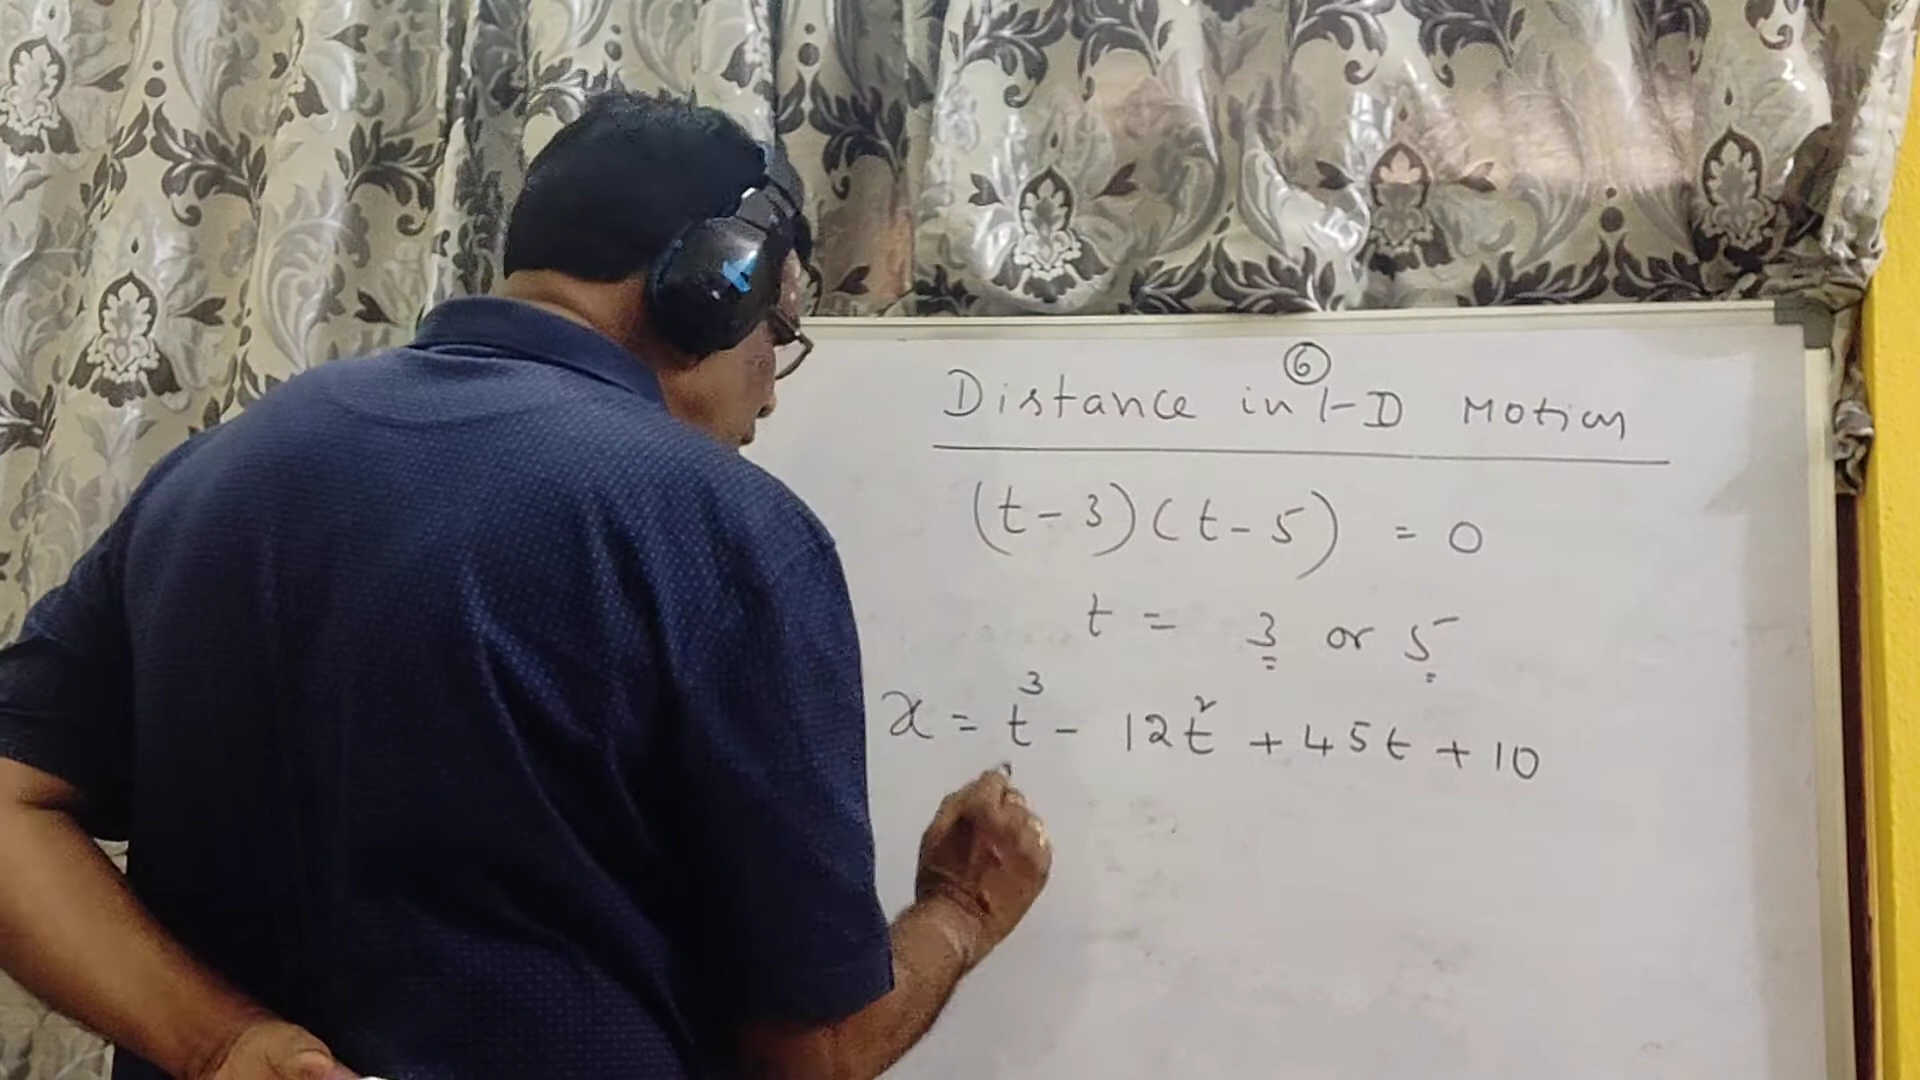 ⑥
Distance in 1-D Motion
(t-3)(t-5) = 0
t = 3 or 5
x = t³ - 12t² + 45t + 10